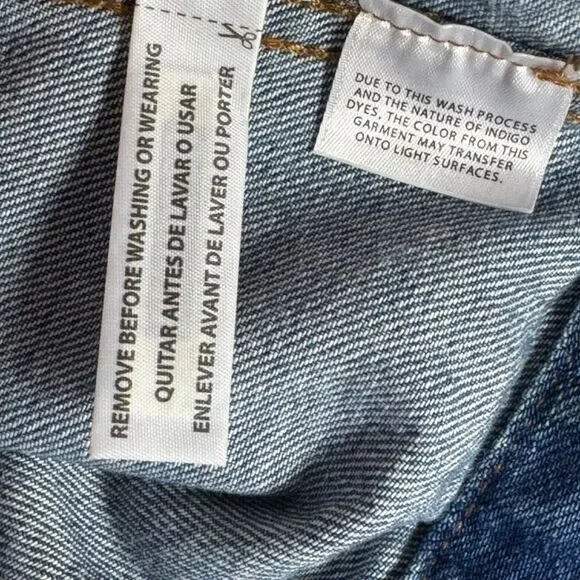 REMOVE BEFORE WASHING OR WEARING
QUITAR ANTES DE LAVAR O USAR
ENLEVER AVANT DE LAVER OU PORTER
DUE TO THIS WASH PROCESS
AND THE NATURE OF INDIGO
DYES, THE COLOR FROM THIS
GARMENT MAY TRANSFER
ONTO LIGHT SURFACES.